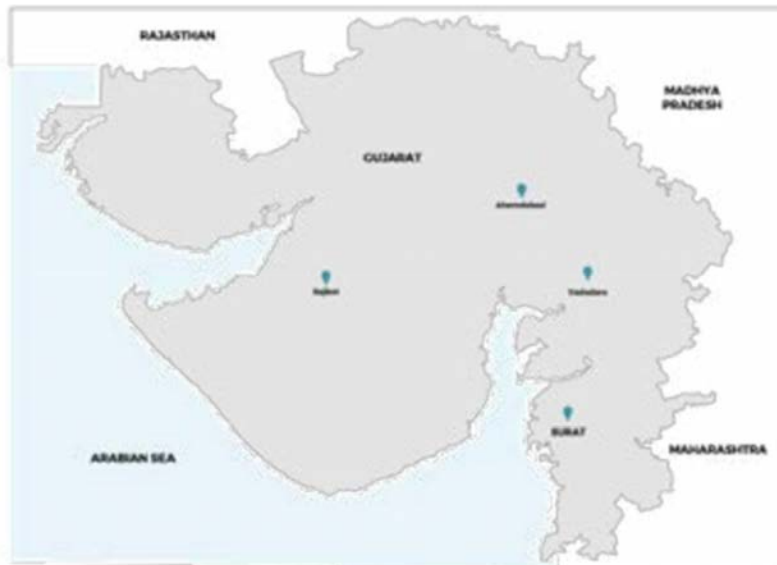 RAJASTHAN
MADHYA
PRADESH
GUJARAT
Ahmedabad
Rajkot
Vadodara
SURAT
ARABIAN SEA
MAHARASHTRA